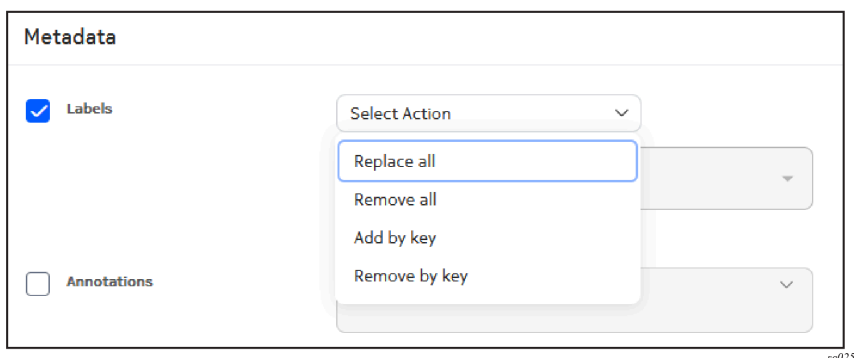 Metadata
Labels
Select Action
Replace all
Remove all
Add by key
Remove by key
Annotations